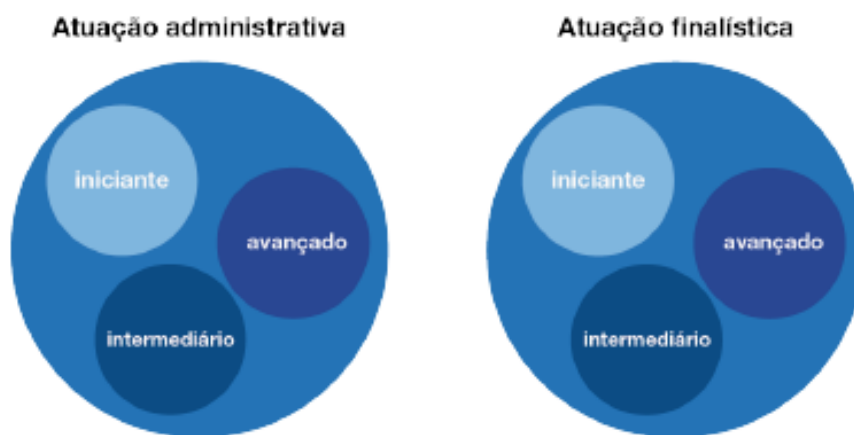 Atuação administrativa
iniciante
avançado
intermediário
Atuação finalística
iniciante
avançado
intermediário